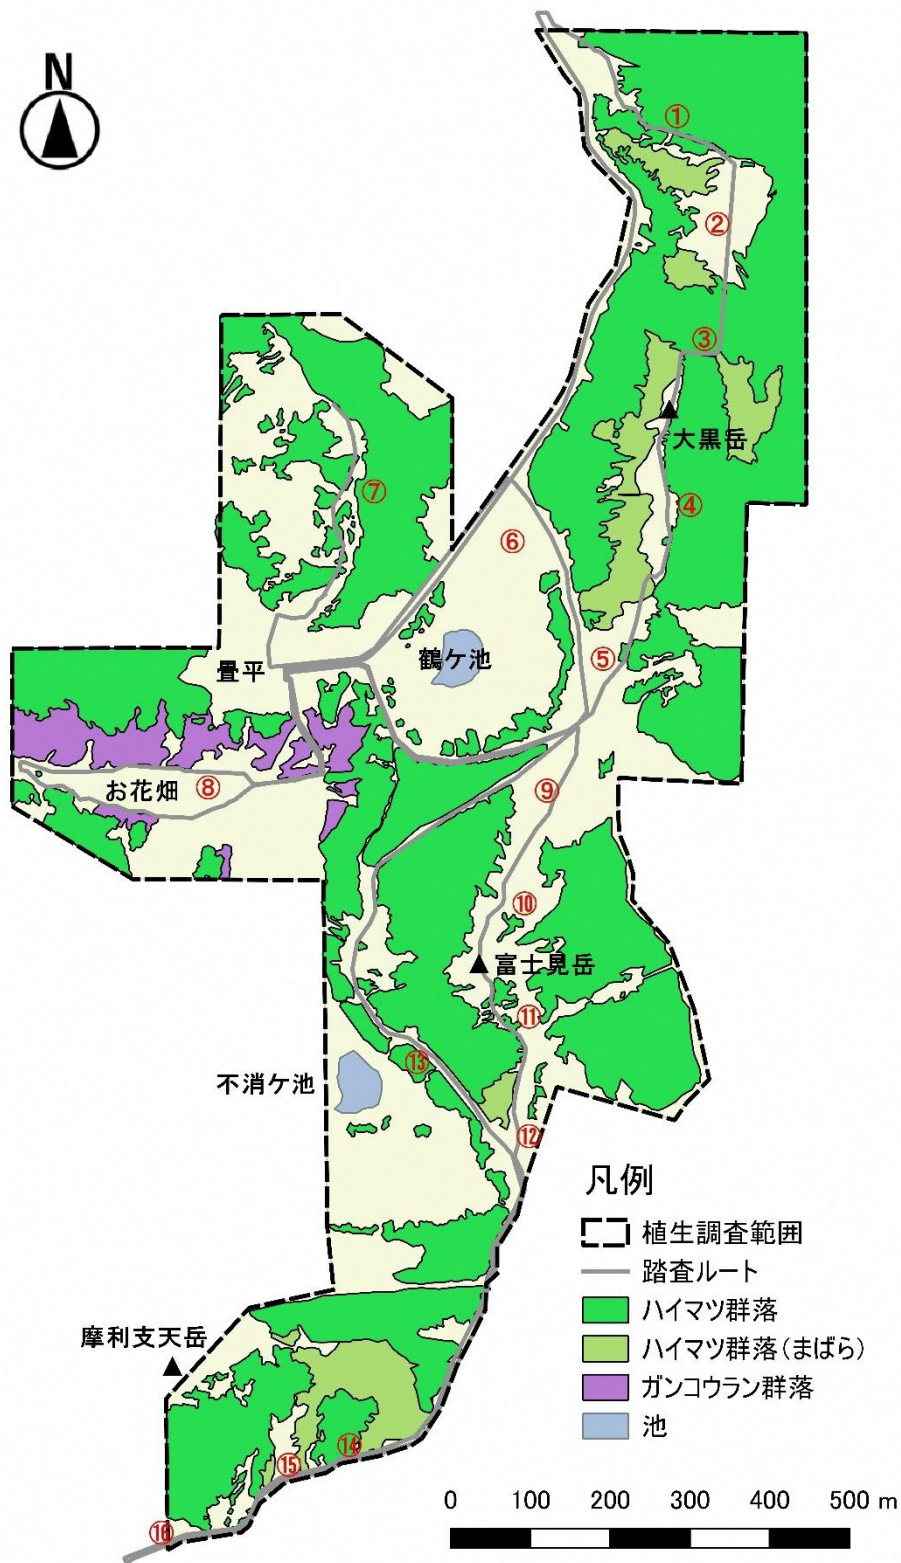 N
①
②
③
大黒岳
④
⑦
⑥
鶴ケ池
⑤
畳平
お花畑
⑧
⑨
⑩
富士見岳
⑪
不消ケ池
⑬
⑫
凡例
植生調査範囲
踏査ルート
ハイマツ群落
ハイマツ群落(まばら)
ガンコウラン群落
池
摩利支天岳
⑭
⑮
⑯
0 100 200 300 400 500 m